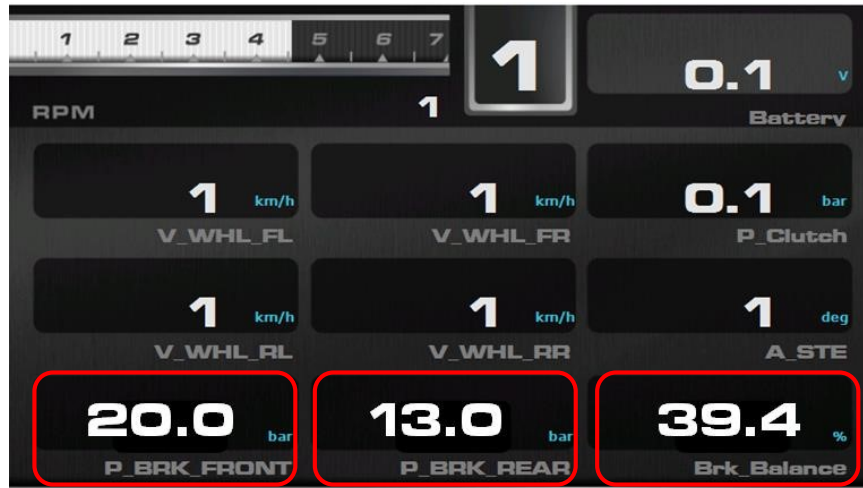 1 2 3 4 5 6 7
1
0.1 V
RPM
1
Battery
1 km/h
1 km/h
0.1 bar
V_WHL_FL
V_WHL_FR
P_Clutch
1 km/h
1 km/h
1 deg
V_WHL_RL
V_WHL_RR
A_STE
20.0 bar
13.0 bar
39.4 %
P_BRK_FRONT
P_BRK_REAR
Brk_Balance